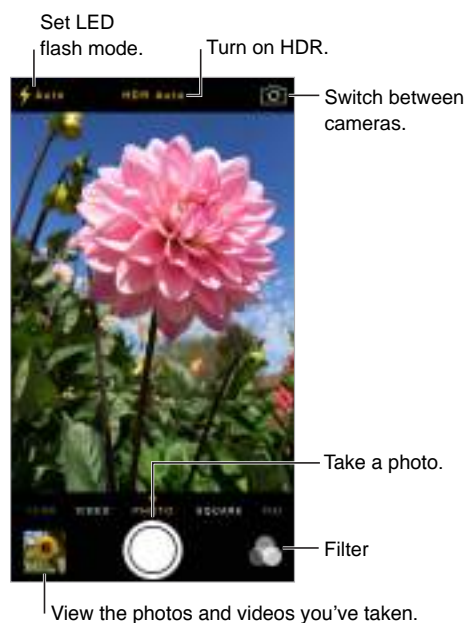 Set LED
flash mode.
Turn on HDR.
Auto
HDR Auto
Switch between
cameras.
Take a photo.
VIDEO PHOTO SQUARE
Filter
View the photos and videos you've taken.